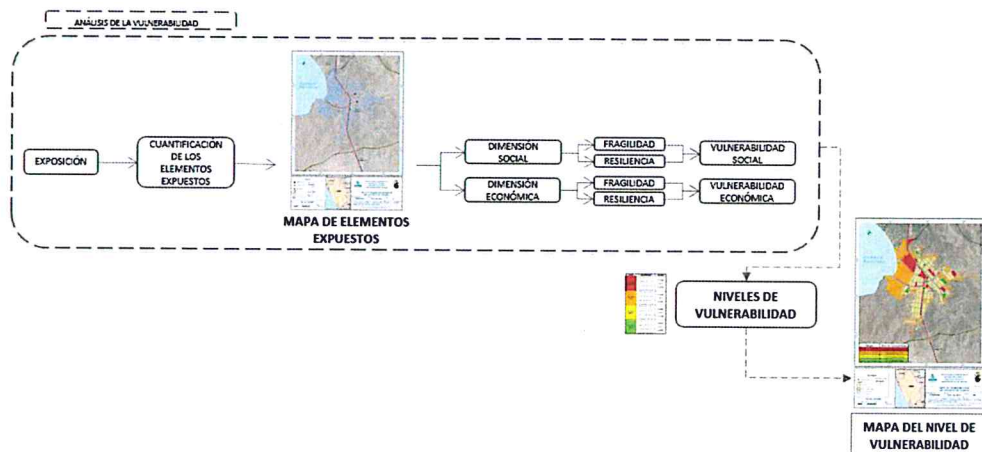 ANÁLISIS DE LA VULNERABILIDAD
EXPOSICIÓN
CUANTIFICACIÓN
DE LOS
ELEMENTOS
EXPUESTOS
MAPA DE ELEMENTOS
EXPUESTOS
DIMENSIÓN
SOCIAL
FRAGILIDAD
RESILIENCIA
VULNERABILIDAD
SOCIAL
DIMENSIÓN
ECONÓMICA
FRAGILIDAD
RESILIENCIA
VULNERABILIDAD
ECONÓMICA
NIVELES DE
VULNERABILIDAD
MAPA DEL NIVEL DE
VULNERABILIDAD